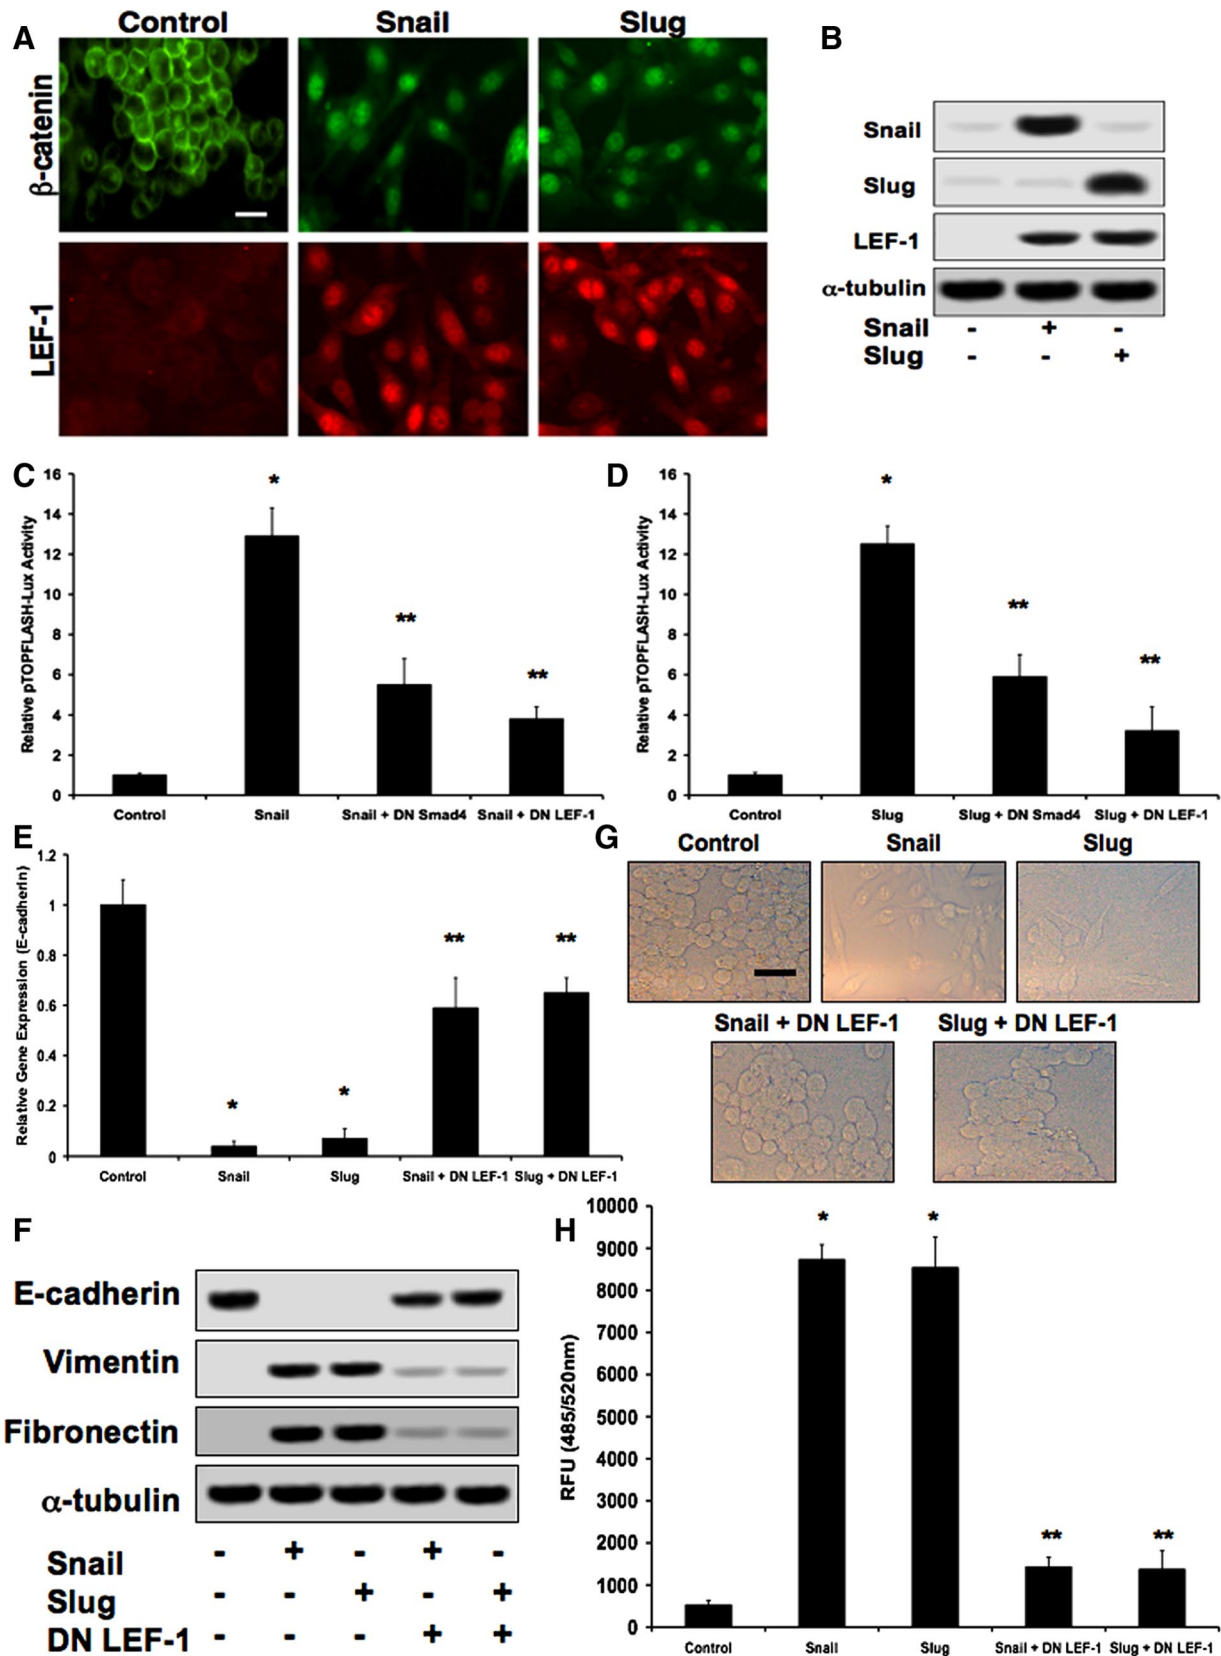 A
Control
Snail
Slug
β-catenin
LEF-1
B
Snail
Slug
LEF-1
α-tubulin
Snail - + -
Slug - - +
C
Relative pTOPFLASH-Lux Activity
16
14
12
10
8
6
4
2
0
*
**
**
Control
Snail
Snail + DN Smad4
Snail + DN LEF-1
D
Relative pTOPFLASH-Lux Activity
16
14
12
10
8
6
4
2
0
*
**
**
Control
Slug
Slug + DN Smad4
Slug + DN LEF-1
E
Relative Gene Expression (E-cadherin)
1.2
1
0.8
0.6
0.4
0.2
0
*
*
**
**
Control
Snail
Slug
Snail + DN LEF-1
Slug + DN LEF-1
G
Control
Snail
Slug
Snail + DN LEF-1
Slug + DN LEF-1
F
E-cadherin
Vimentin
Fibronectin
α-tubulin
Snail - + - + -
Slug - - + - +
DN LEF-1 - - - + +
H
RFU (485/520nm)
10000
9000
8000
7000
6000
5000
4000
3000
2000
1000
0
*
*
**
**
Control
Snail
Slug
Snail + DN LEF-1
Slug + DN LEF-1